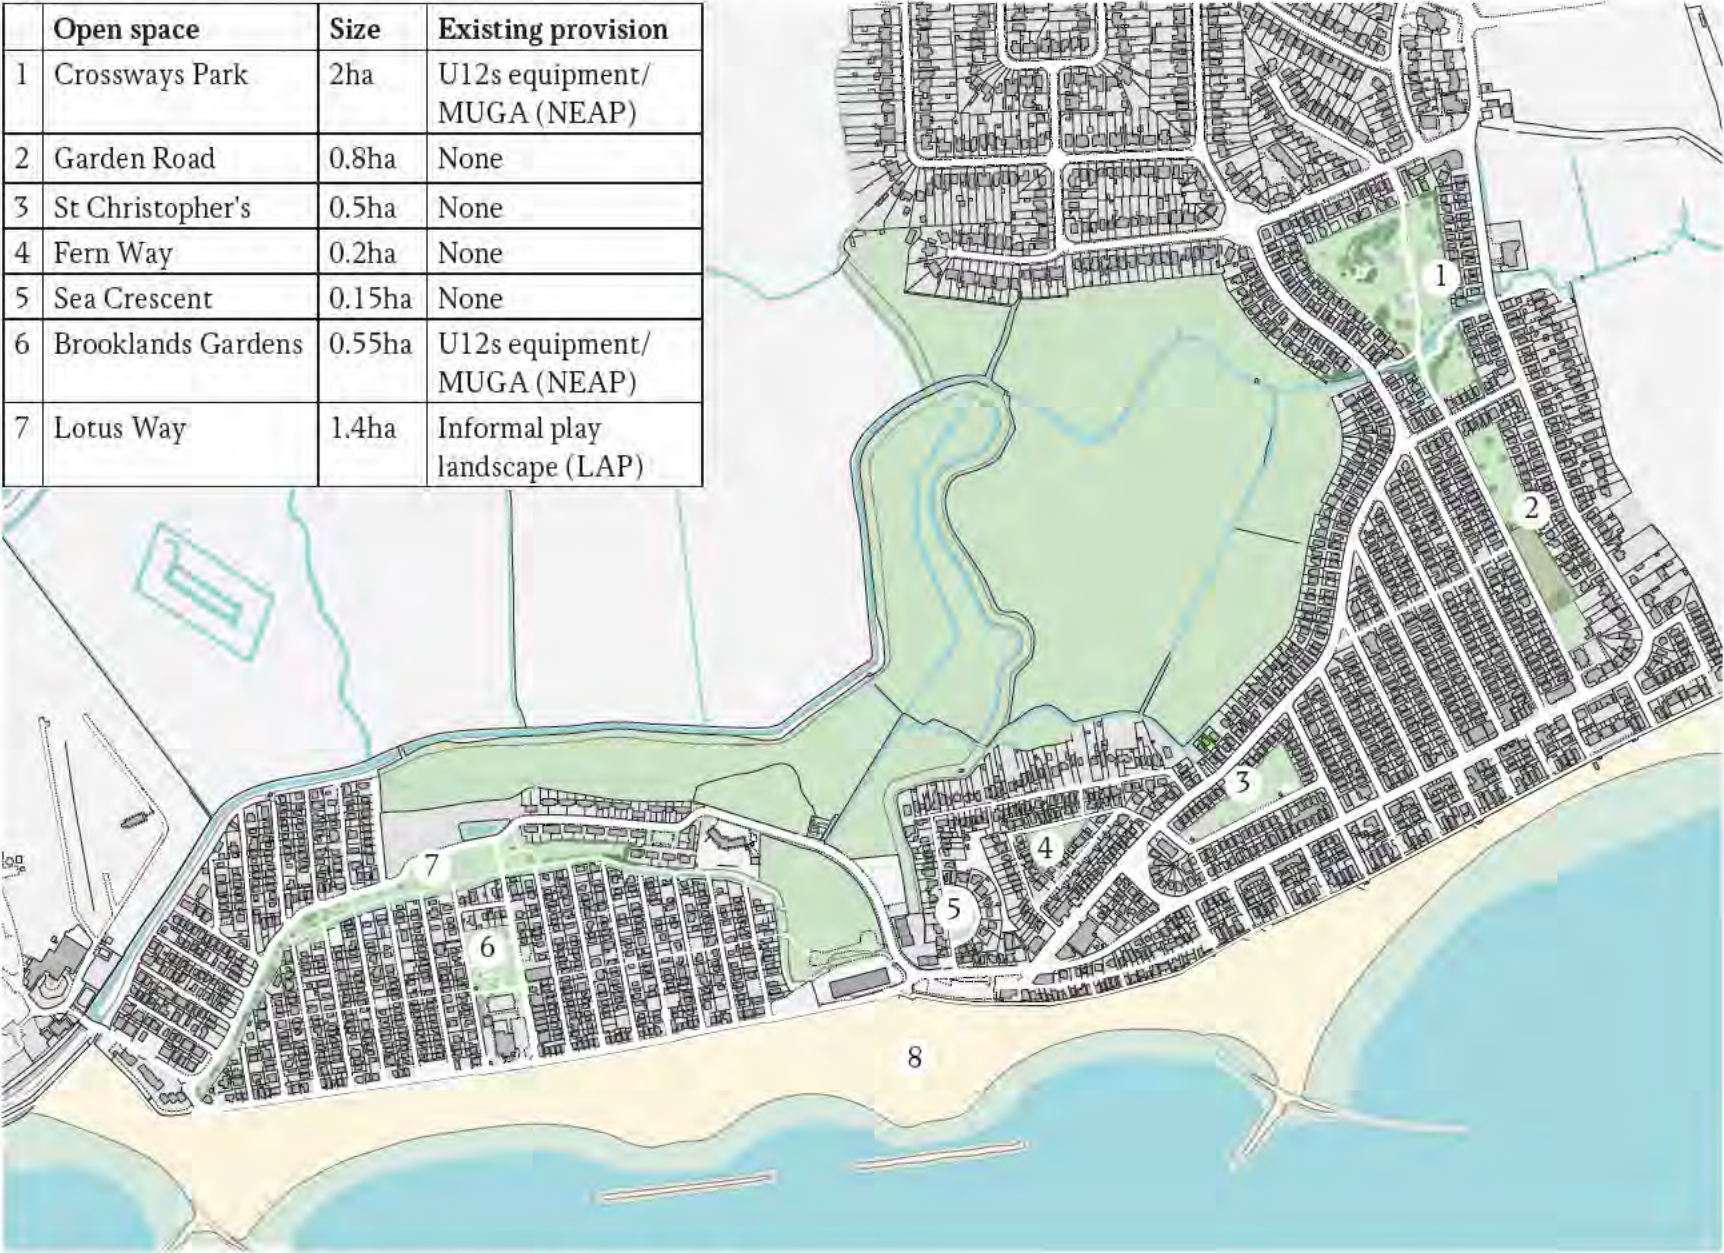 Open space Size Existing provision
1 Crossways Park 2ha U12s equipment/
MUGA (NEAP)
2 Garden Road 0.8ha None
3 St Christopher's 0.5ha None
4 Fern Way 0.2ha None
5 Sea Crescent 0.15ha None
6 Brooklands Gardens 0.55ha U12s equipment/
MUGA (NEAP)
7 Lotus Way 1.4ha Informal play
landscape (LAP)
1
2
3
4
5
7
6
8